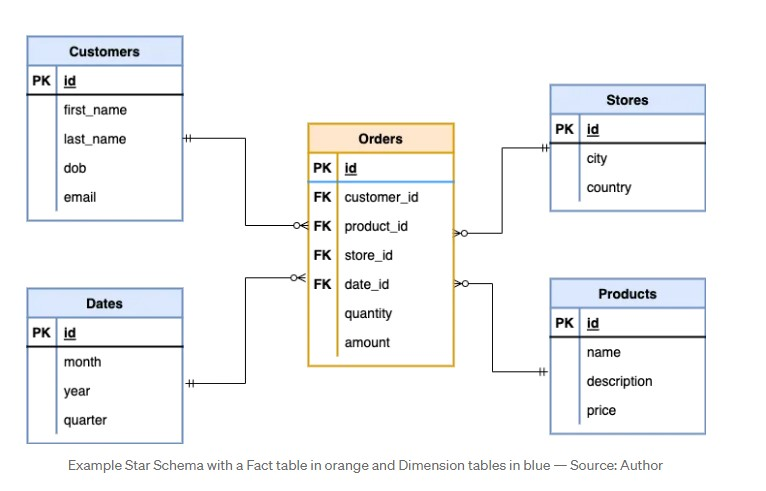 Customers
PK id
first_name
last_name
dob
email
Orders
PK id
FK customer_id
FK product_id
FK store_id
FK date_id
quantity
amount
Stores
PK id
city
country
Dates
PK id
month
year
quarter
Products
PK id
name
description
price
Example Star Schema with a Fact table in orange and Dimension tables in blue — Source: Author